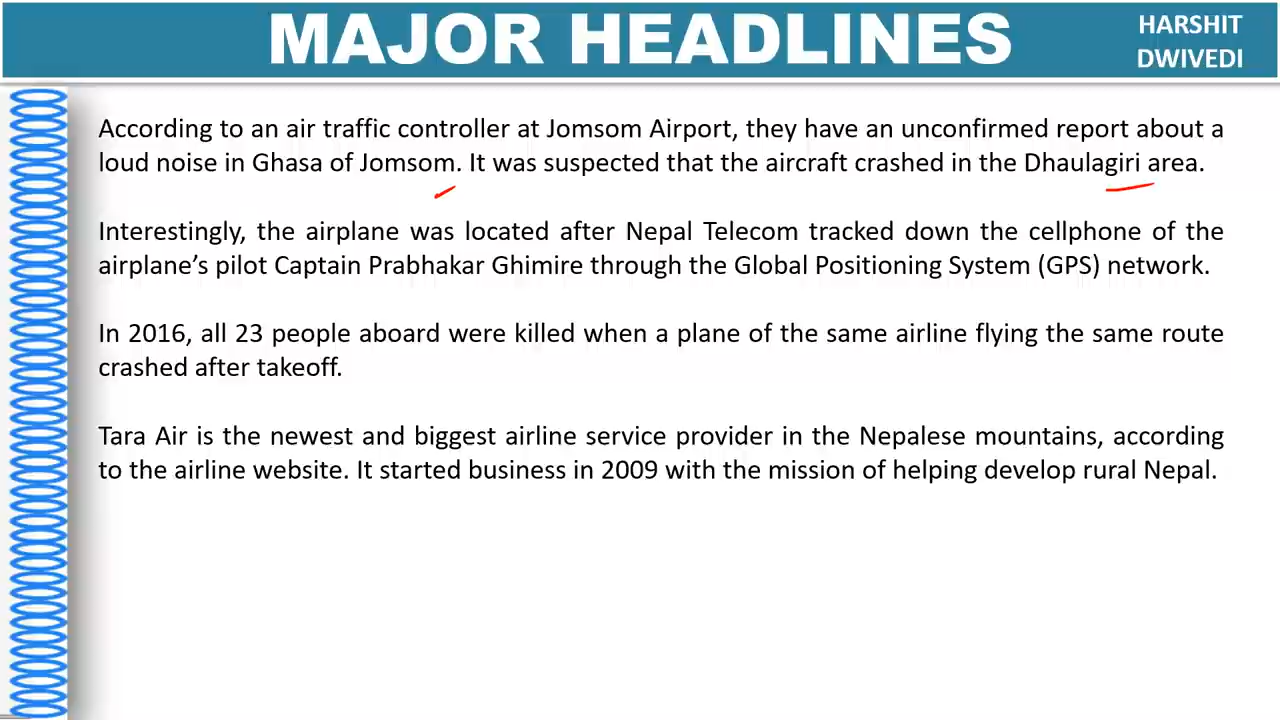 MAJOR HEADLINES
HARSHIT
DWIVEDI
According to an air traffic controller at Jomsom Airport, they have an unconfirmed report about a
loud noise in Ghasa of Jomsom. It was suspected that the aircraft crashed in the Dhaulagiri area.
Interestingly, the airplane was located after Nepal Telecom tracked down the cellphone of the
airplane’s pilot Captain Prabhakar Ghimire through the Global Positioning System (GPS) network.
In 2016, all 23 people aboard were killed when a plane of the same airline flying the same route
crashed after takeoff.
Tara Air is the newest and biggest airline service provider in the Nepalese mountains, according
to the airline website. It started business in 2009 with the mission of helping develop rural Nepal.